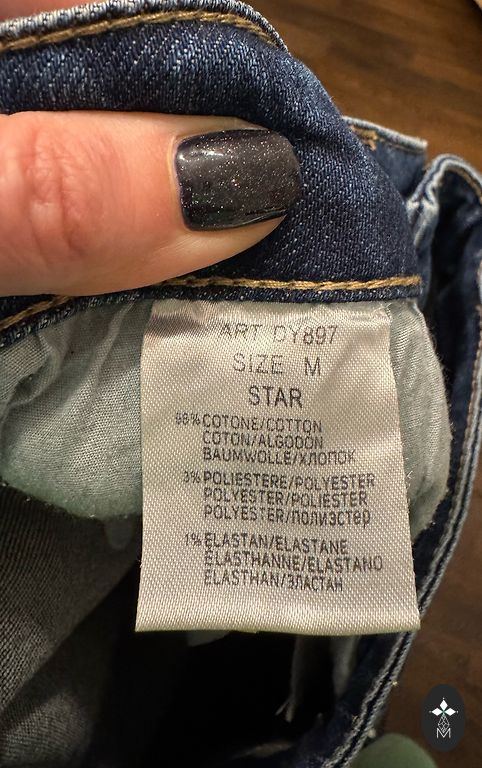 ART DY897
SIZE M
STAR
96% COTONE/COTTON
COTON/ALGODON
BAUMWOLLE/ХЛОПОК
3% POLIESTERE/POLYESTER
POLYESTER/POLIESTER
POLYESTER/ПОЛИЭСТЕР
1% ELASTAN/ELASTANE
ELASTHANNE/ELASTANO
ELASTHAN/ЭЛАСТАН
M